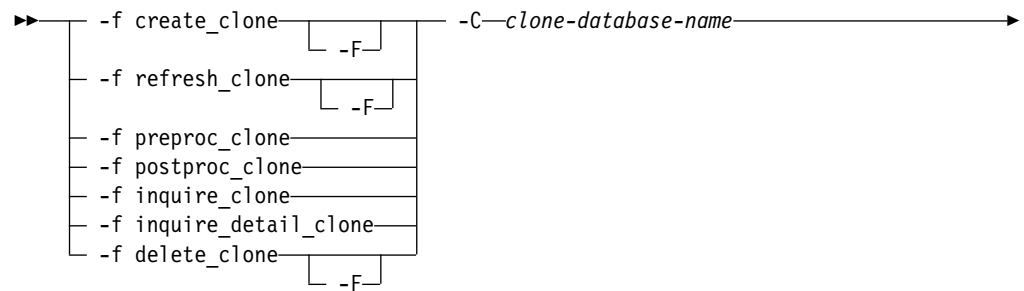 -f create_clone -C clone-database-name
-F
-f refresh_clone
-F
-f preproc_clone
-f postproc_clone
-f inquire_clone
-f inquire_detail_clone
-f delete_clone
-F